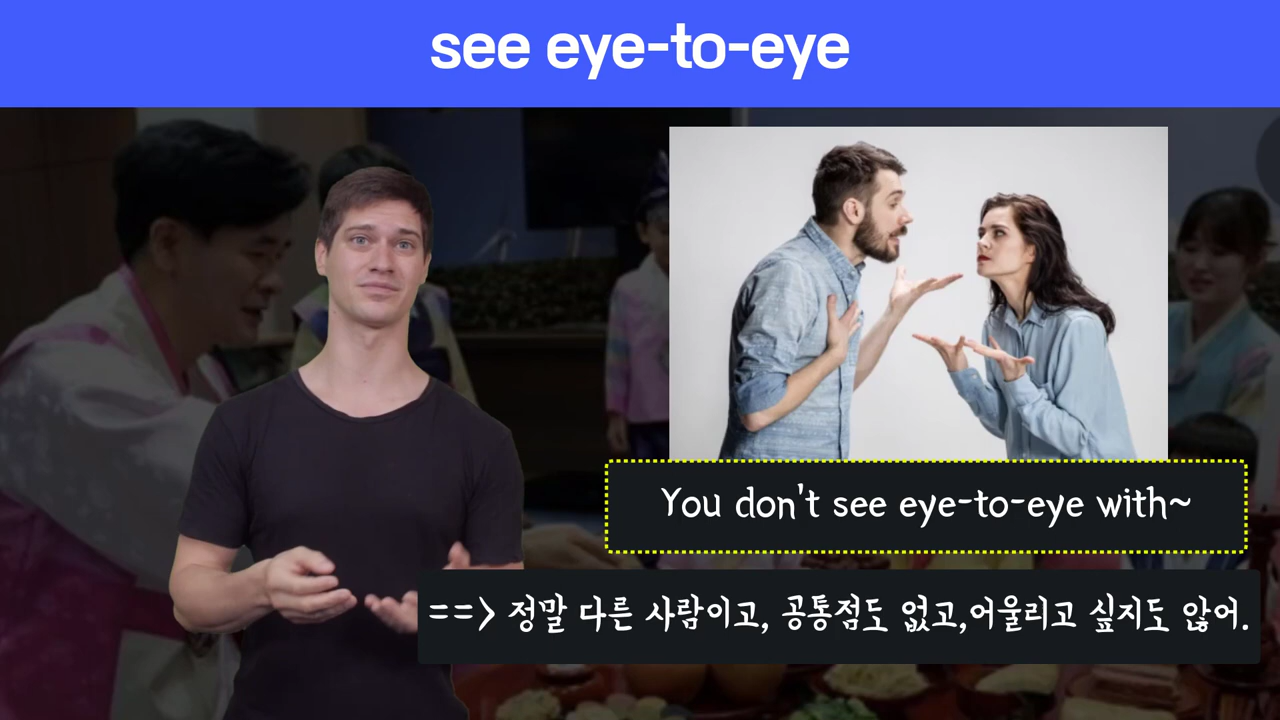 see eye-to-eye
You don't see eye-to-eye with~
==> 정말 다른 사람이고, 공통점도 없고,어울리고 싶지도 않어.